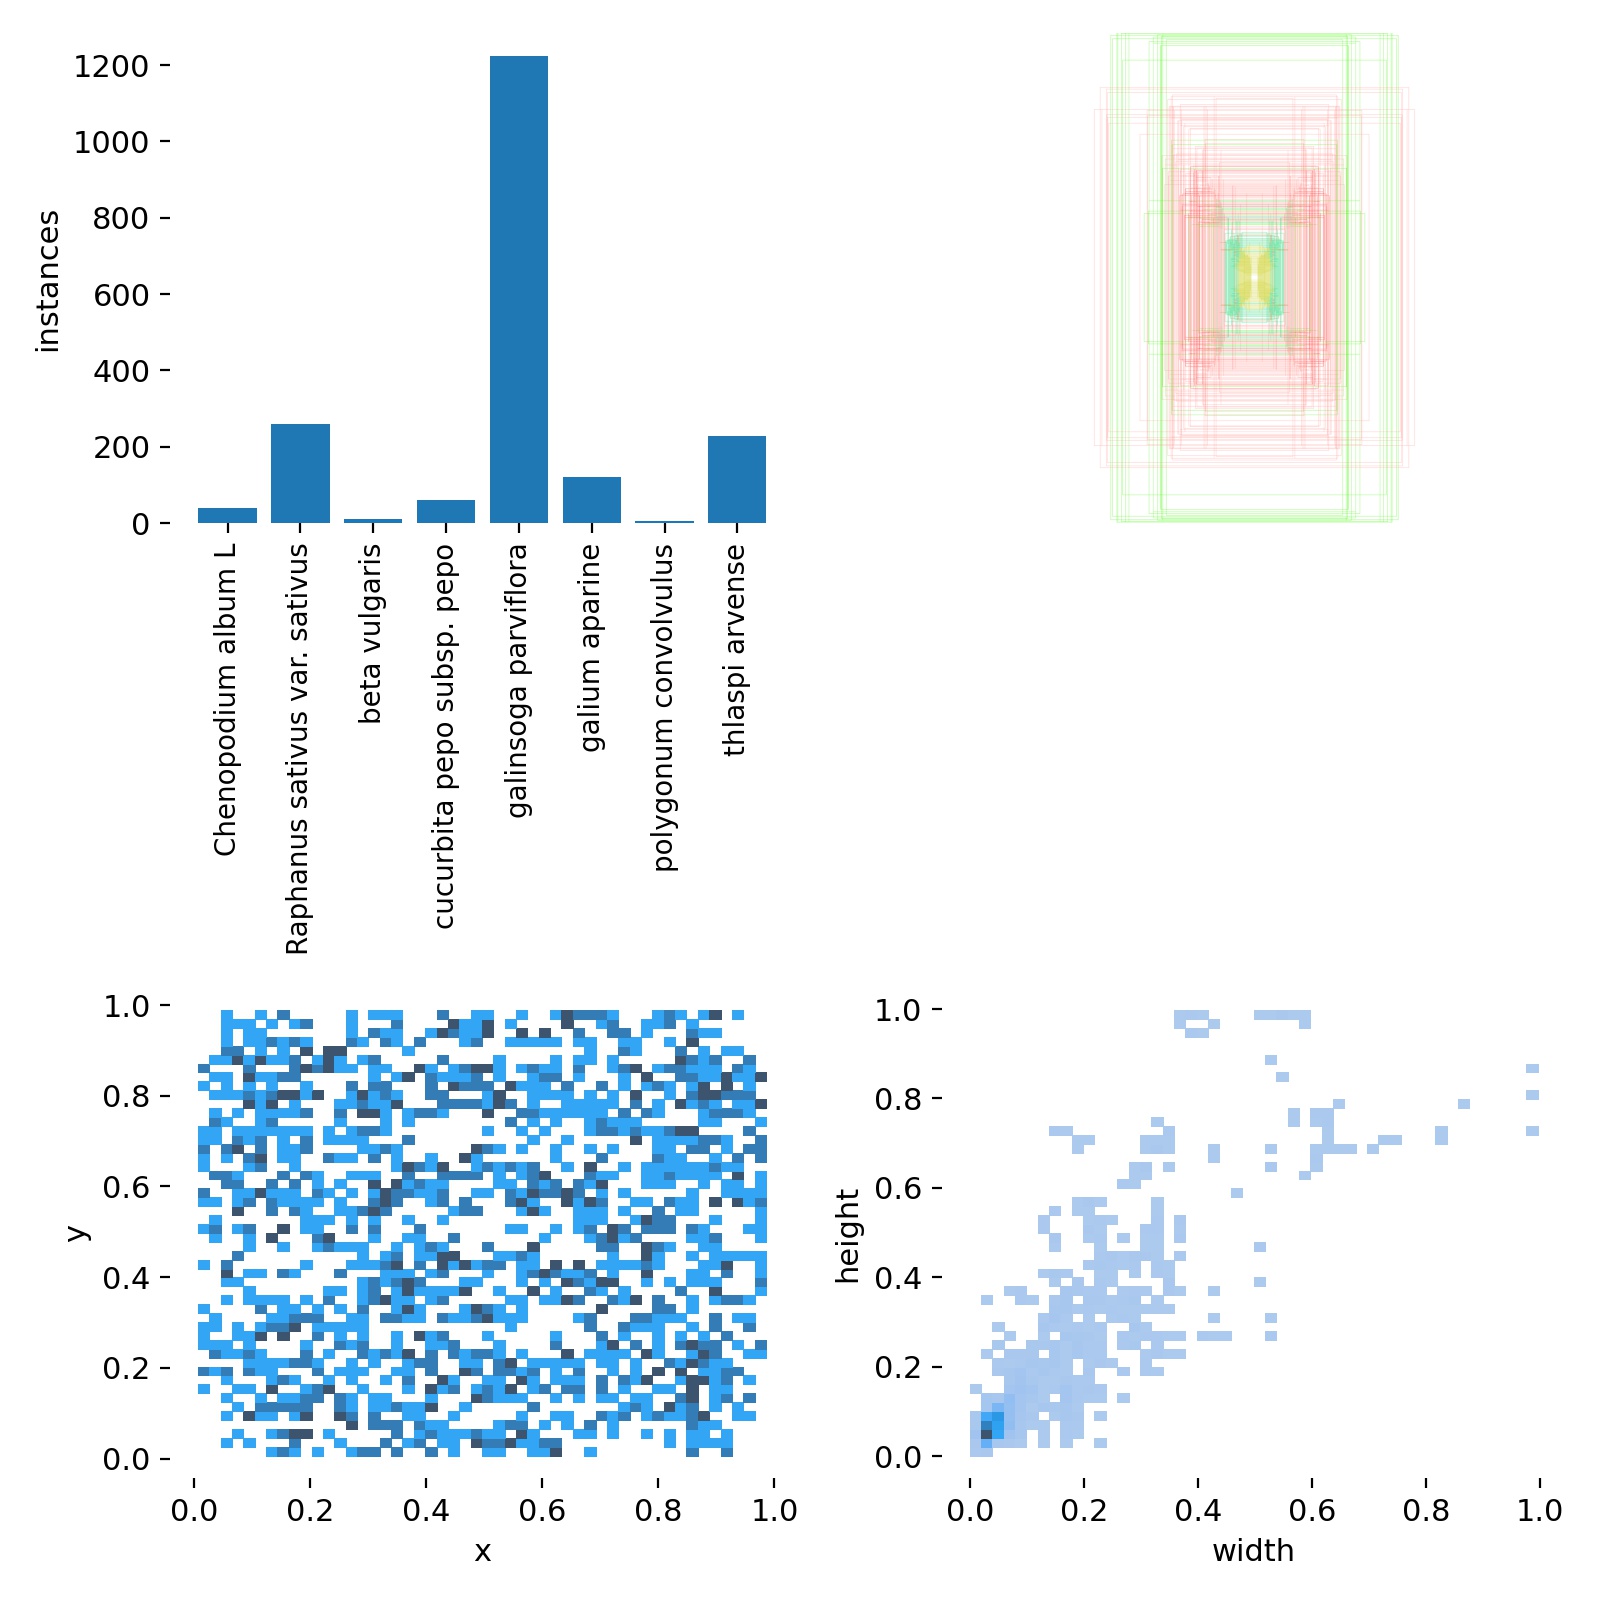 1200
1000
800
600
400
200
0
instances
Chenopodium album L
Raphanus sativus var. sativus
beta vulgaris
cucurbita pepo subsp. pepo
galinsoga parviflora
galium aparine
polygonum convolvulus
thlaspi arvense
1.0
0.8
0.6
0.4
0.2
0.0
y
0.0 0.2 0.4 0.6 0.8 1.0
x
1.0
0.8
0.6
0.4
0.2
0.0
height
0.0 0.2 0.4 0.6 0.8 1.0
width